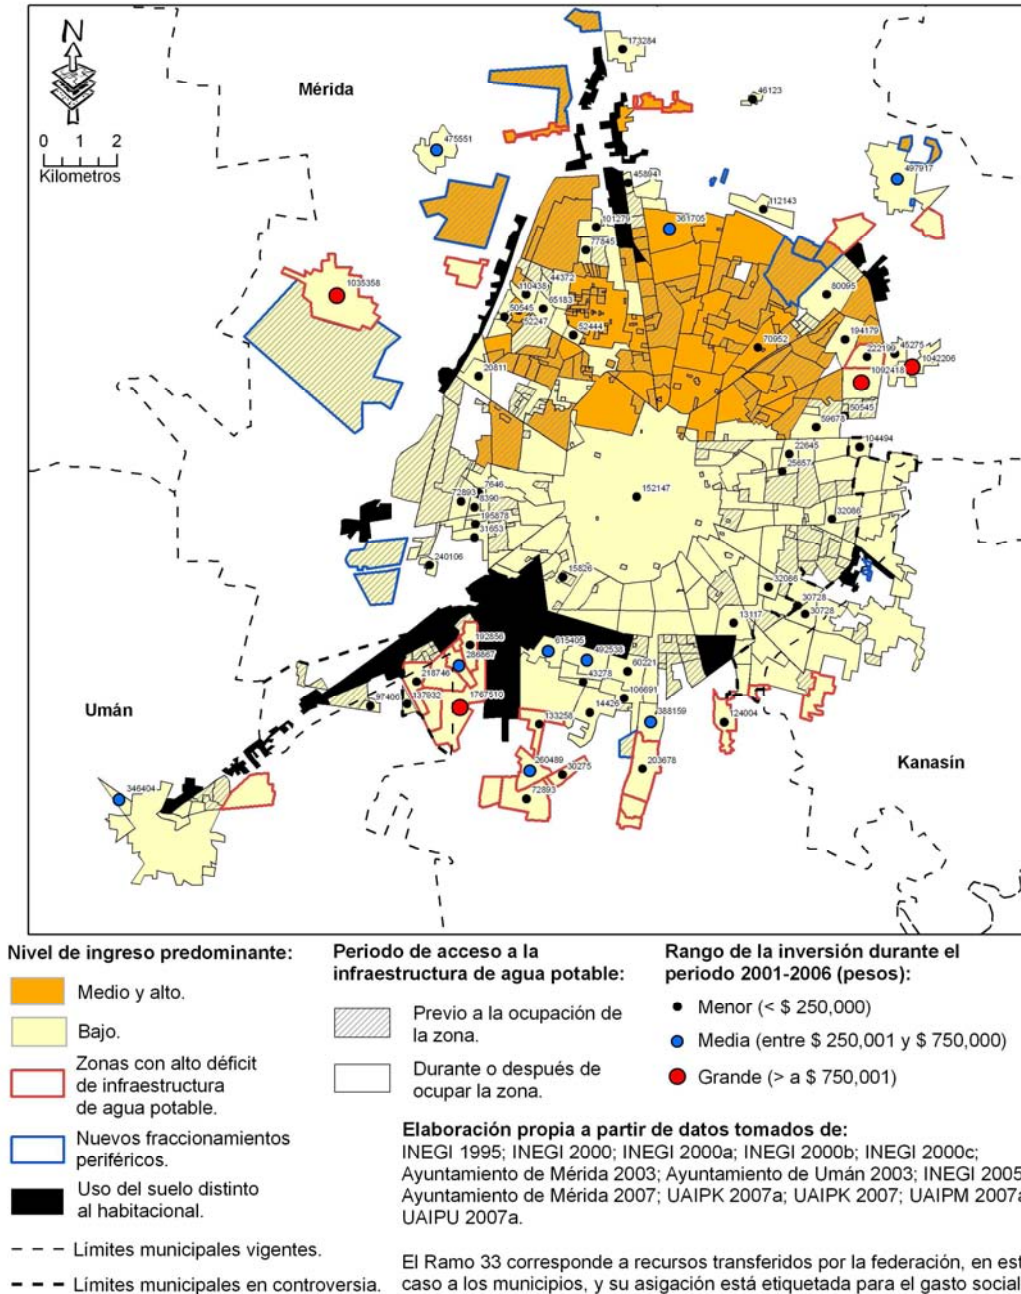 N
0 1 2
Kilometros
Mérida
173284
46123
475551
497917
45894
112143
101279
361705
77845
1035358
44372
110438
80095
65183
50545
52247
52444
194179
70952
222199
45275
1042206
20811
1092418
50545
59678
104494
22645
25657
7646
72893
8390
152147
195878
32086
31653
240106
15826
32086
30728
30728
13117
192856
615405
492538
286867
60221
218746
43278
97400
137932
1767510
106691
14426
Umán
133258
388159
124004
Kanasín
260489
30275
203678
346404
72893
Nivel de ingreso predominante:
Medio y alto.
Bajo.
Zonas con alto déficit
de infraestructura
de agua potable.
Nuevos fraccionamientos
periféricos.
Uso del suelo distinto
al habitacional.
Límites municipales vigentes.
Límites municipales en controversia.
Periodo de acceso a la
infraestructura de agua potable:
Previo a la ocupación de
la zona.
Durante o después de
ocupar la zona.
Rango de la inversión durante el
periodo 2001-2006 (pesos):
Menor (< $ 250,000)
Media (entre $ 250,001 y $ 750,000)
Grande (> a $ 750,001)
Elaboración propia a partir de datos tomados de:
INEGI 1995; INEGI 2000; INEGI 2000a; INEGI 2000b; INEGI 2000c;
Ayuntamiento de Mérida 2003; Ayuntamiento de Umán 2003; INEGI 2005
Ayuntamiento de Mérida 2007; UAIPK 2007a; UAIPK 2007; UAIPM 2007a
UAIPU 2007a.
El Ramo 33 corresponde a recursos transferidos por la federación, en est
caso a los municipios, y su asigación está etiquetada para el gasto social